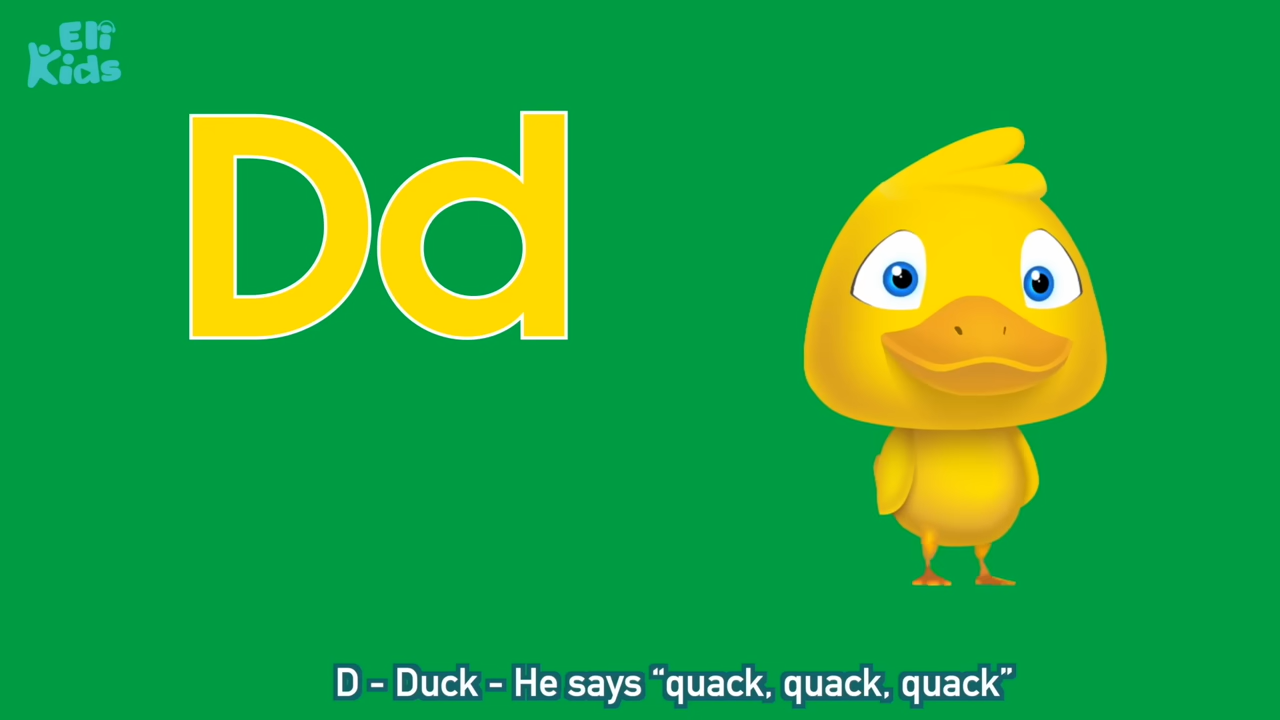 Eli
Kids
Dd
D - Duck - He says “quack, quack, quack”